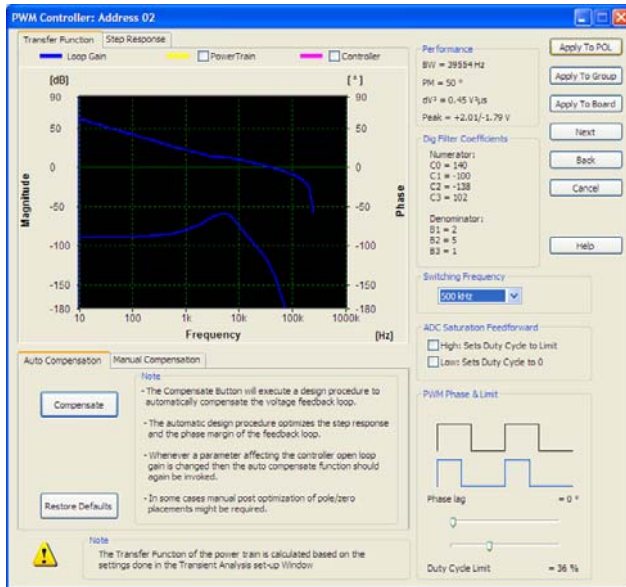 PWM Controller: Address 02
Transfer Function
Step Response
Loop Gain
PowerTrain
Controller
[dB]
[ ° ]
90
90
50
50
0
0
-50
-50
-100
-100
-150
-150
-180
-180
Magnitude
Phase
10
100
1k
10k
100k
1000k
Frequency
[Hz]
Performance
BW = 39554 Hz
PM = 50 °
dV² = 0.45 V²µs
Peak = +2.01/-1.79 V
Dig Filter Coefficients
Numerator:
C0 = 140
C1 = -100
C2 = -138
C3 = 102
Denominator:
B1 = 2
B2 = 5
B3 = 1
Switching Frequency
500 kHz
ADC Saturation Feedforward
High: Sets Duty Cycle to Limit
Low: Sets Duty Cycle to 0
PWM Phase & Limit
Phase lag
= 0 °
Duty Cycle Limit
= 36 %
Apply To POL
Apply To Group
Apply To Board
Next
Back
Cancel
Help
Auto Compensation
Manual Compensation
Compensate
Restore Defaults
Note
- The Compensate Button will execute a design procedure to
automatically compensate the voltage feedback loop.
- The automatic design procedure optimizes the step response
and the phase margin of the feedback loop.
- Whenever a parameter affecting the controller open loop
gain is changed then the auto compensate function should
again be invoked.
- In some cases manual post optimization of pole/zero
placements might be required.
Note
The Transfer Function of the power train is calculated based on the
settings done in the Transient Analysis set-up Window